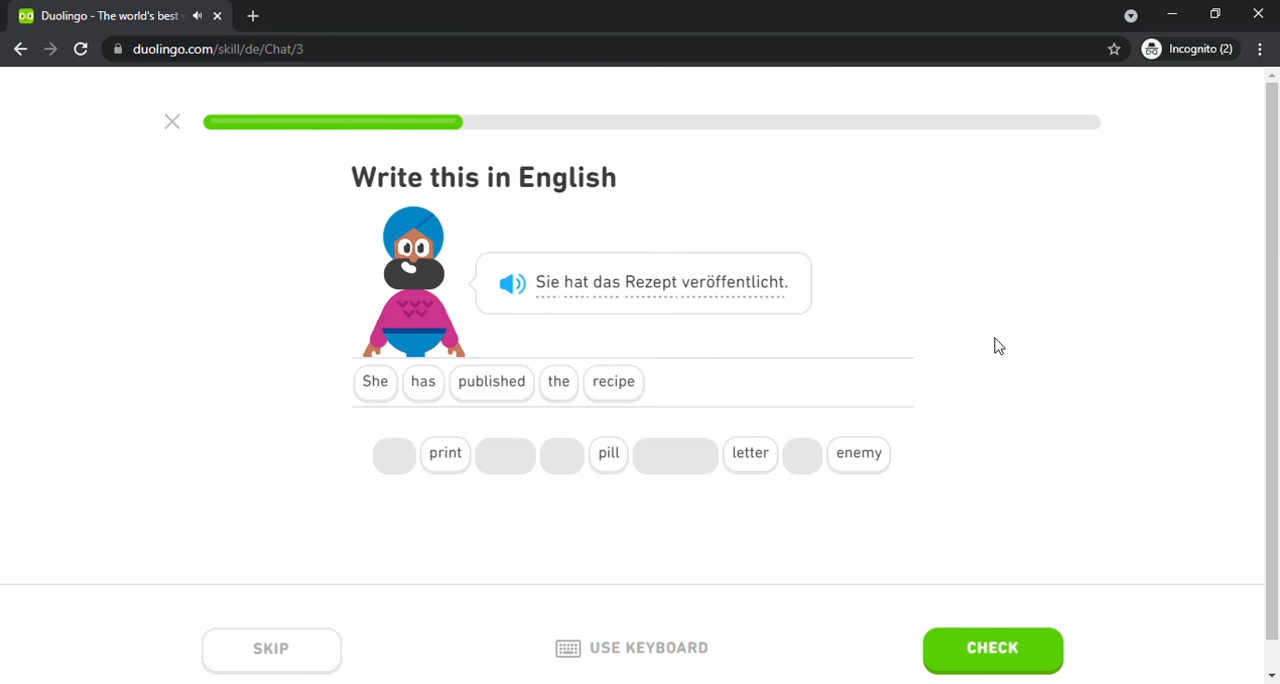 Duolingo - The world's best
duolingo.com/skill/de/Chat/3
Incognito (2)
Write this in English
Sie hat das Rezept veröffentlicht.
She has published the recipe
print pill letter enemy
SKIP USE KEYBOARD CHECK